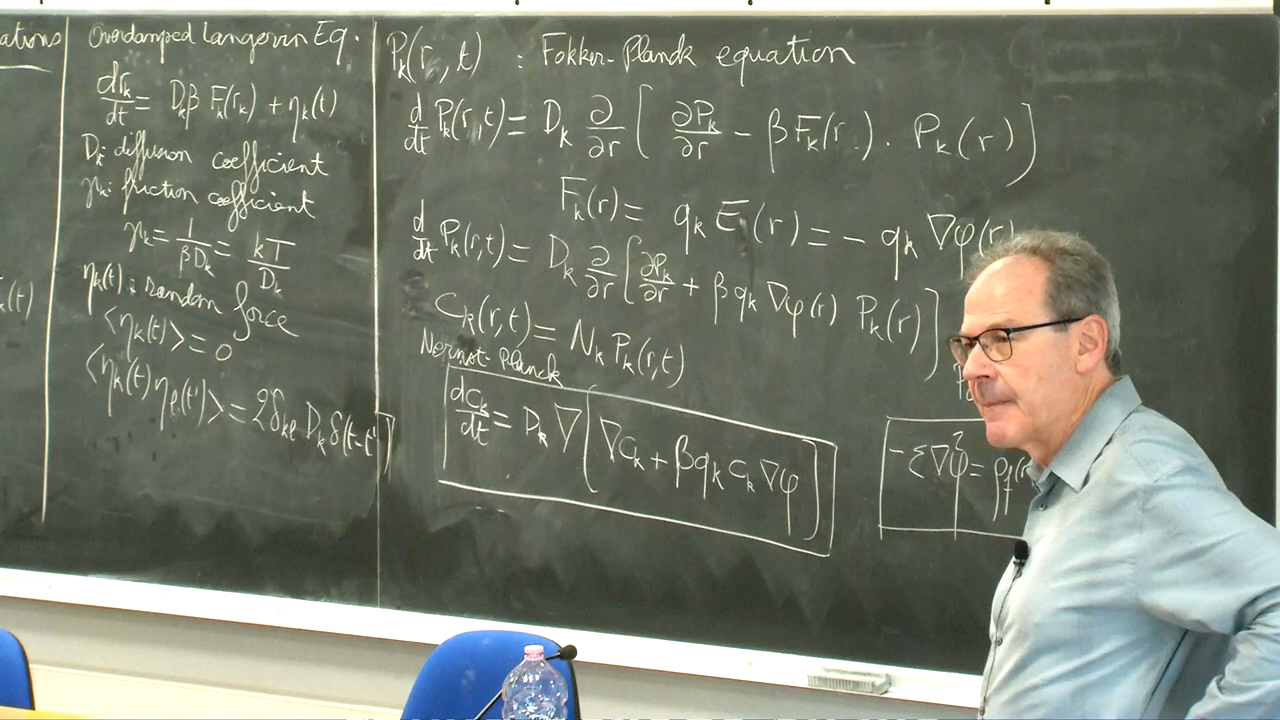 ations
(t)
Overdamped Langevin Eq.
dr_k/dt = D_k β F_k(r_k) + η_k(t)
D_k: diffusion coefficient
γ_k: friction coefficient
γ_k = 1/(βD_k) = kT/D_k
η_k(t): random force
⟨η_k(t)⟩ = 0
⟨η_k(t) η_ℓ(t')⟩ = 2δ_kℓ D_k δ(t-t')
P_k(r, t) : Fokker-Planck equation
d/dt P_k(r,t) = D_k ∂/∂r [ ∂P_k/∂r - β F_k(r) . P_k(r) ]
F_k(r) = q_k E(r) = - q_k ∇φ(r)
d/dt P_k(r,t) = D_k ∂/∂r [ ∂P_k/∂r + β q_k ∇φ(r) P_k(r) ]
C_k(r,t) = N_k P_k(r,t)
Nernst-Planck
dC_k/dt = D_k ∇ [ ∇C_k + β q_k C_k ∇φ ]
-ε∇²φ = ρ_f(r